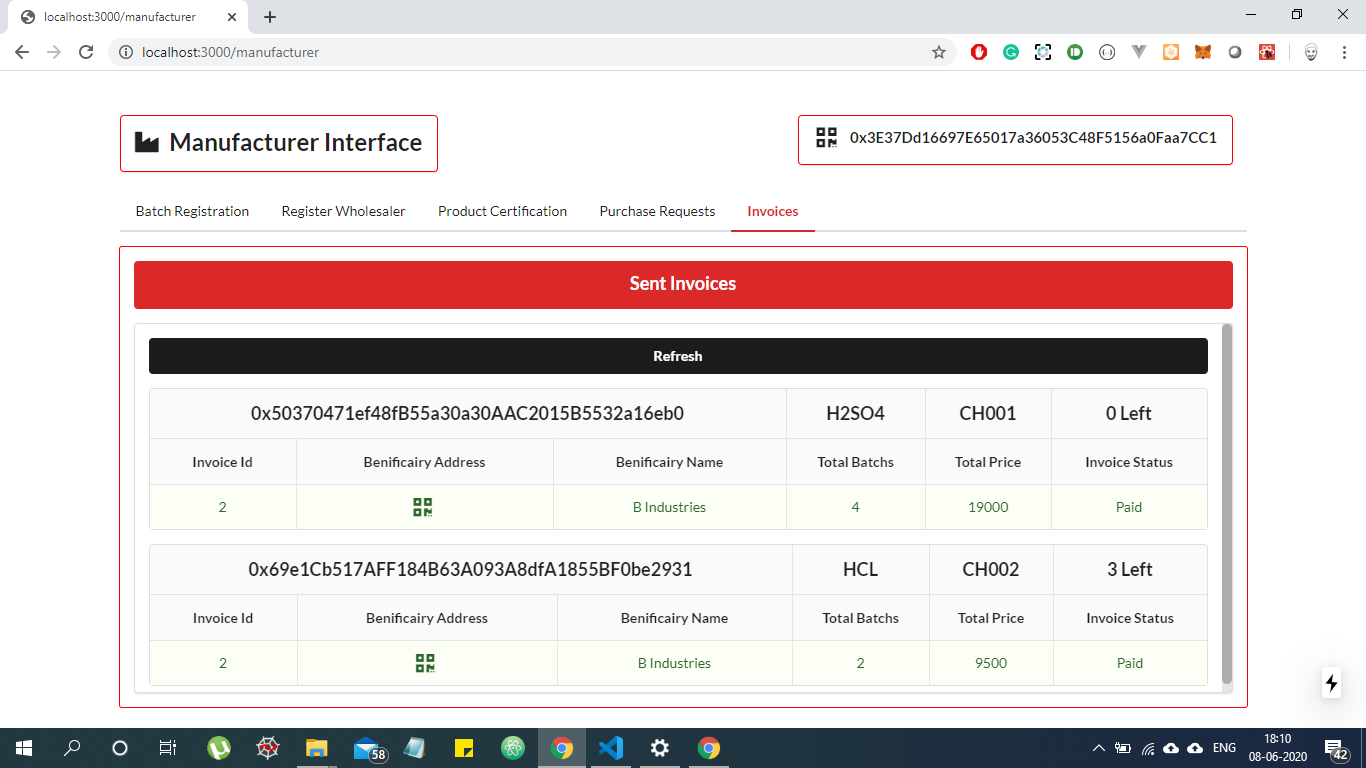 localhost:3000/manufacturer
localhost:3000/manufacturer
Manufacturer Interface
0x3E37Dd16697E65017a36053C48F5156a0Faa7CC1
Batch Registration Register Wholesaler Product Certification Purchase Requests Invoices
Sent Invoices
Refresh
0x50370471ef48fB55a30a30AAC2015B5532a16eb0 H2SO4 CH001 0 Left
Invoice Id Benificairy Address Benificairy Name Total Batchs Total Price Invoice Status
2 B Industries 4 19000 Paid
0x69e1Cb517AFF184B63A093A8dfA1855BF0be2931 HCL CH002 3 Left
Invoice Id Benificairy Address Benificairy Name Total Batchs Total Price Invoice Status
2 B Industries 2 9500 Paid
58
ENG
18:10
08-06-2020
42